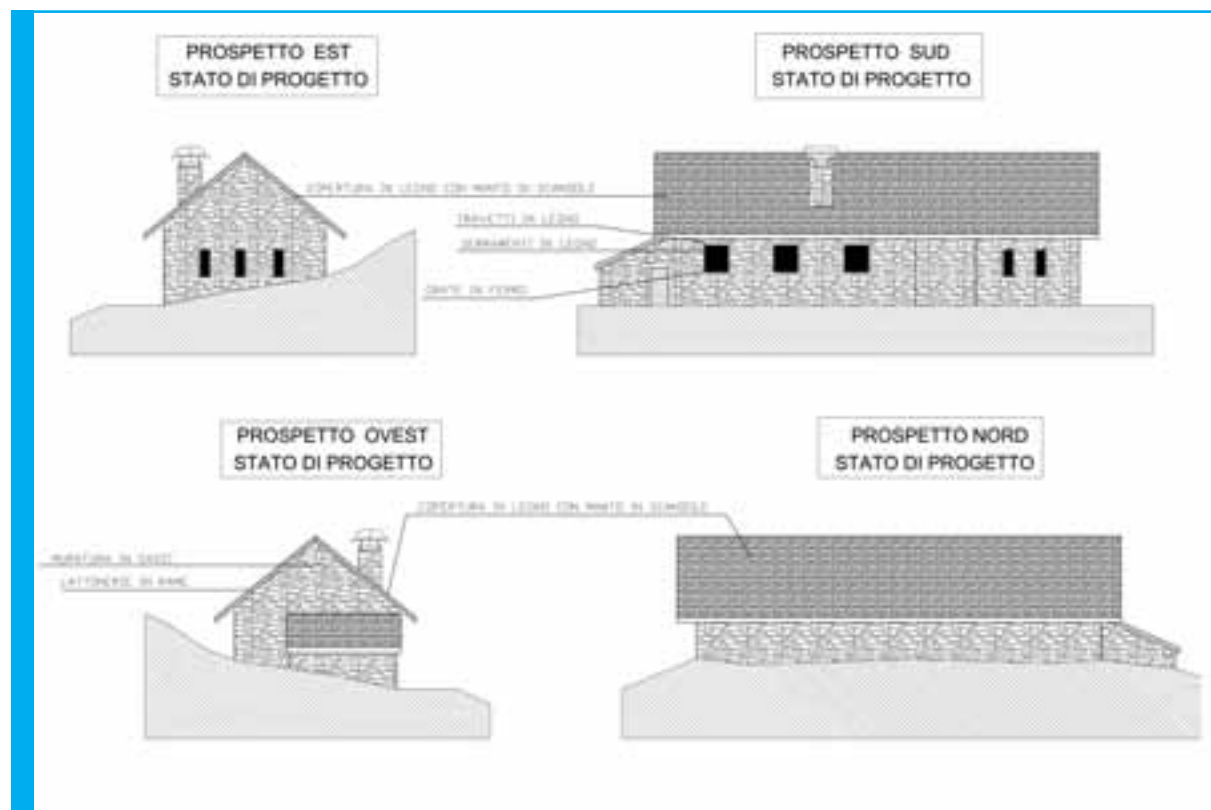 PROSPETTO EST
STATO DI PROGETTO
PROSPETTO SUD
STATO DI PROGETTO
COPERTURA IN LEGNO CON MANTO IN SCANDOLE
TRAVETTI IN LEGNO
SERRAMENTI IN LEGNO
GRATE IN FERRO
PROSPETTO OVEST
STATO DI PROGETTO
PROSPETTO NORD
STATO DI PROGETTO
COPERTURA IN LEGNO CON MANTO IN SCANDOLE
MURATURA IN SASSI
LATTONERIE IN RAME